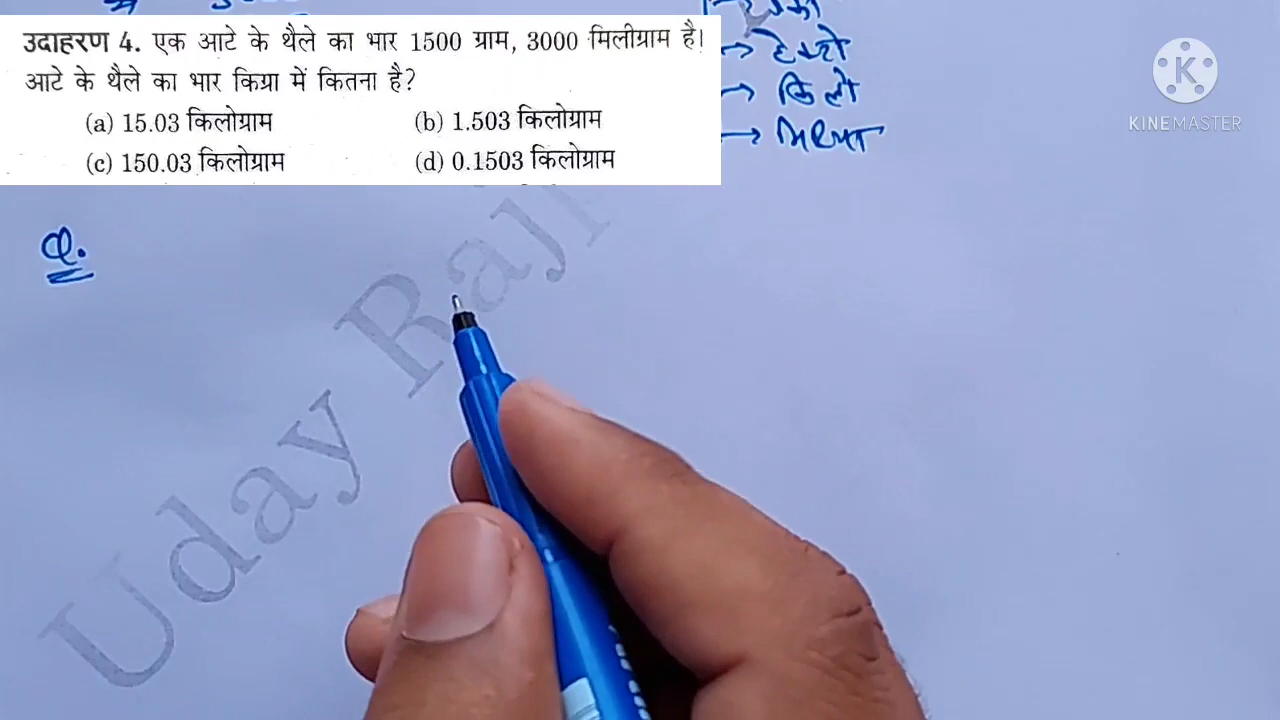 उदाहरण 4. एक आटे के थैले का भार 1500 ग्राम, 3000 मिलीग्राम है।
आटे के थैले का भार किग्रा में कितना है?
(a) 15.03 किलोग्राम (b) 1.503 किलोग्राम
(c) 150.03 किलोग्राम (d) 0.1503 किलोग्राम
→ किलो
K
KINEMASTER
Q.
Uday